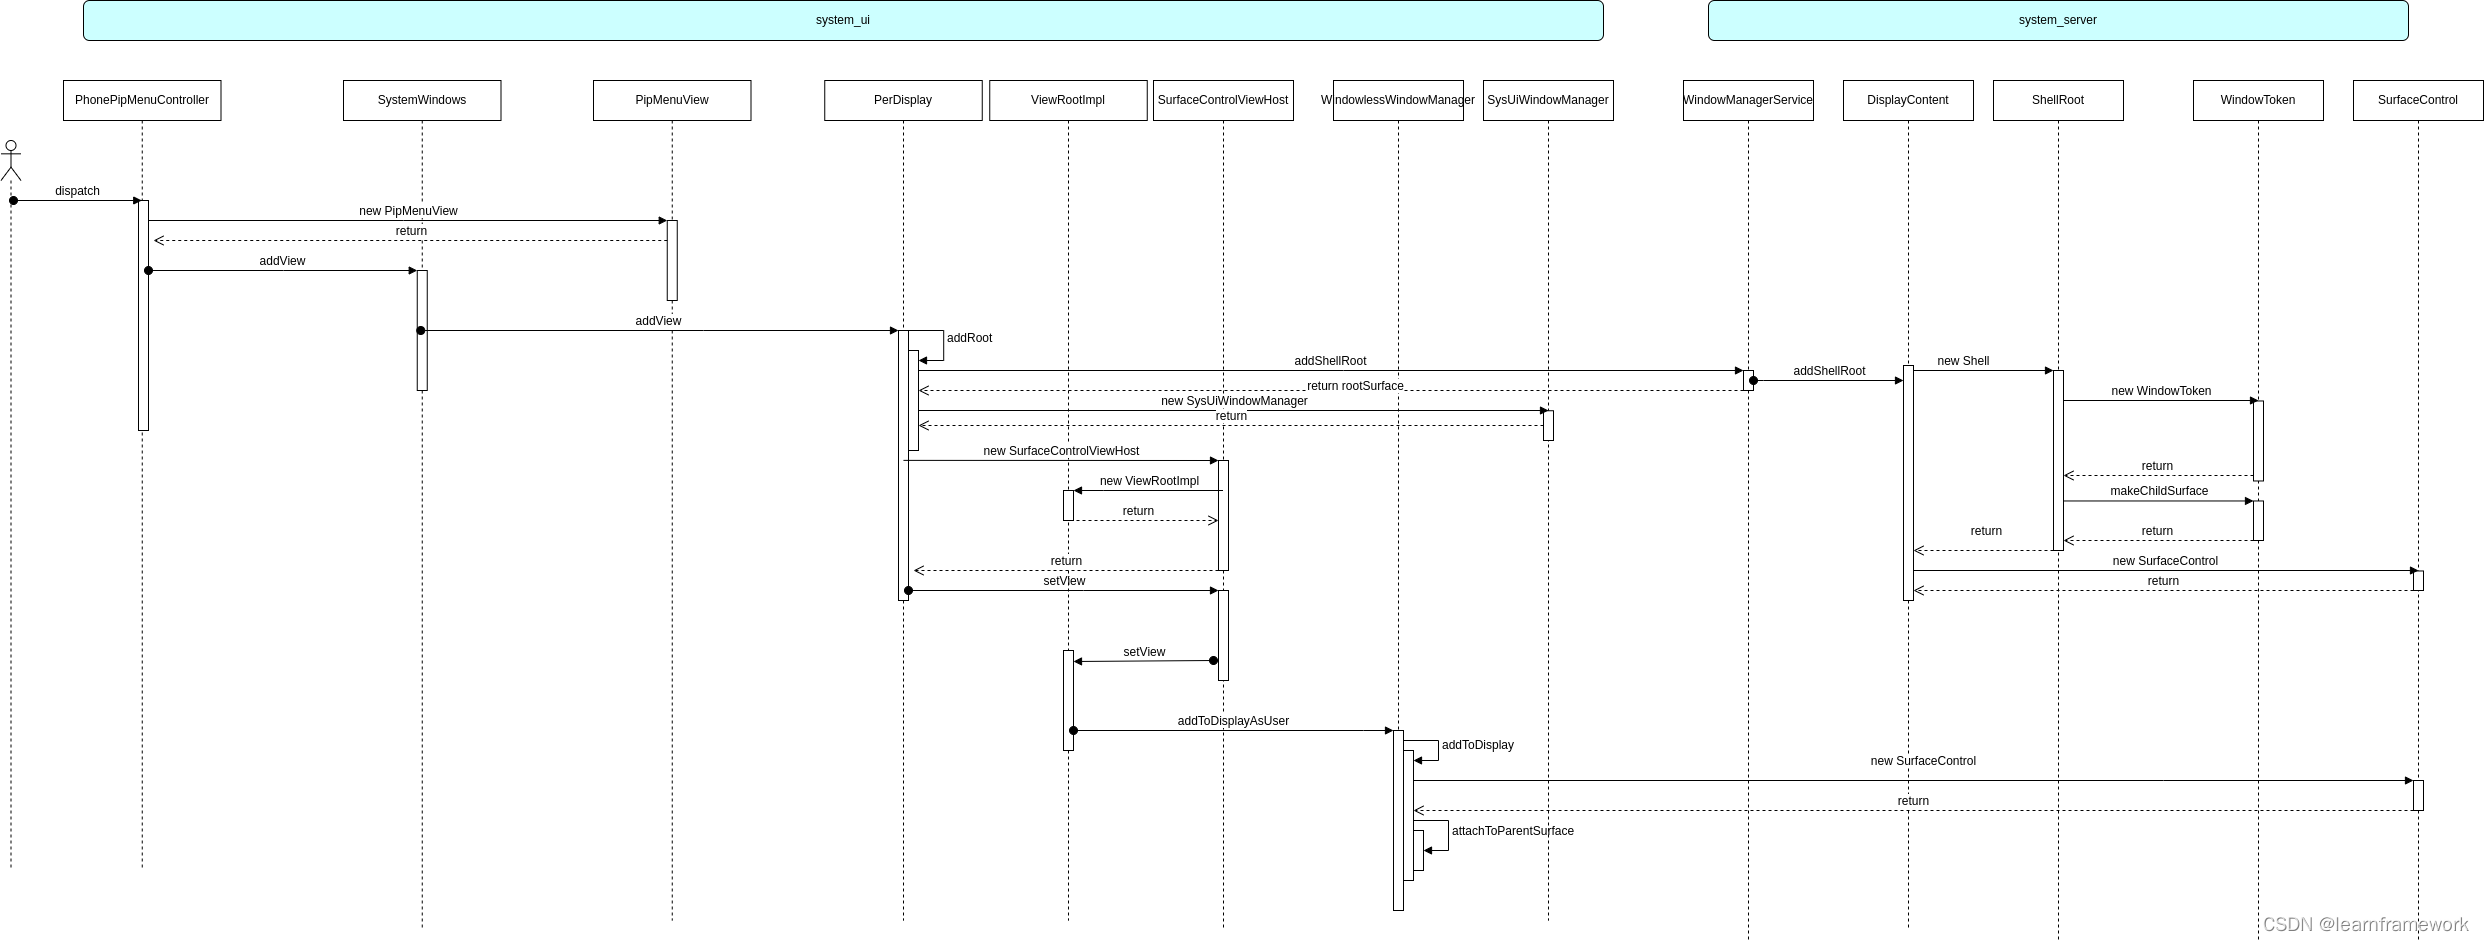 system_ui
system_server
PhonePipMenuController
SystemWindows
PipMenuView
PerDisplay
ViewRootImpl
SurfaceControlViewHost
WindowlessWindowManager
SysUiWindowManager
WindowManagerService
DisplayContent
ShellRoot
WindowToken
SurfaceControl
dispatch
new PipMenuView
return
addView
addView
addRoot
addShellRoot
return rootSurface
addShellRoot
new Shell
new SysUiWindowManager
return
new WindowToken
new SurfaceControlViewHost
return
new ViewRootImpl
makeChildSurface
return
return
return
return
new SurfaceControl
setView
return
setView
addToDisplayAsUser
addToDisplay
new SurfaceControl
return
attachToParentSurface
CSDN @learnframework